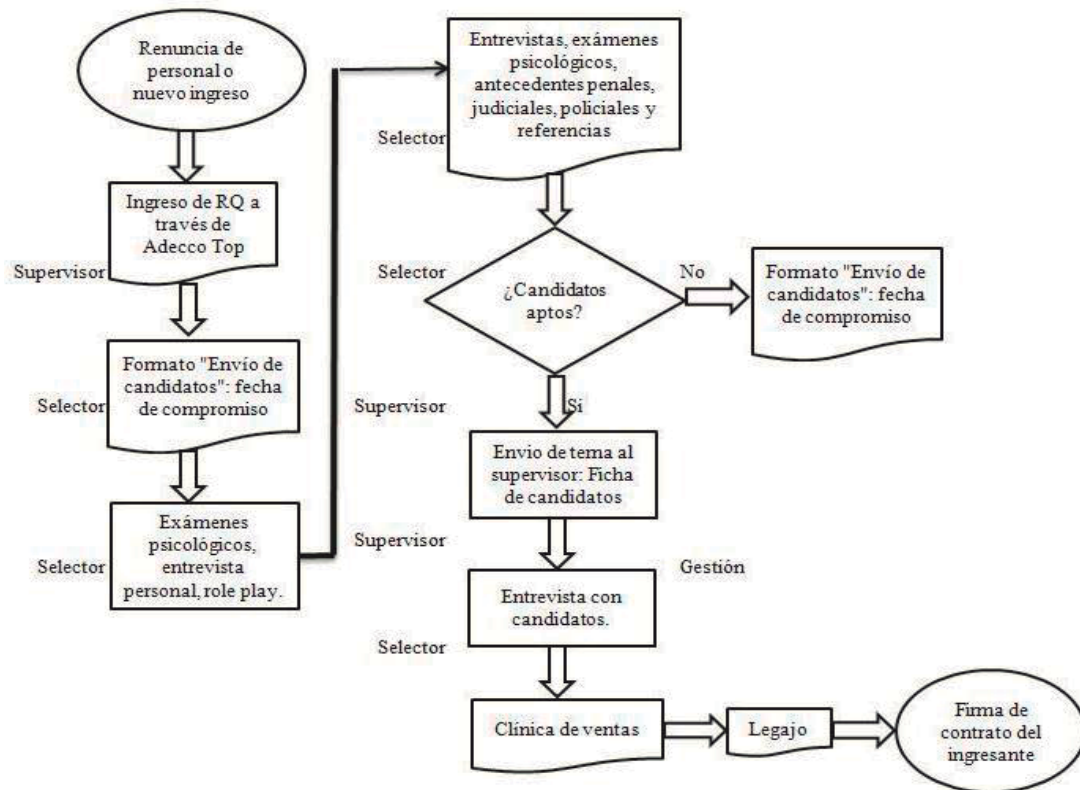 Renuncia de
personal o
nuevo ingreso
Ingreso de RQ a
través de
Adecco Top
Supervisor
Formato "Envío de
candidatos": fecha
de compromiso
Selector
Exámenes
psicológicos,
entrevista
personal, role play.
Selector
Entrevistas, exámenes
psicológicos,
antecedentes penales,
judiciales, policiales y
referencias
Selector
Selector
¿Candidatos
aptos?
No
Formato "Envío de
candidatos": fecha
de compromiso
Supervisor
Si
Envio de tema al
supervisor: Ficha
de candidatos
Supervisor
Entrevista con
candidatos.
Gestión
Selector
Clínica de ventas
Legajo
Firma de
contrato del
ingresante